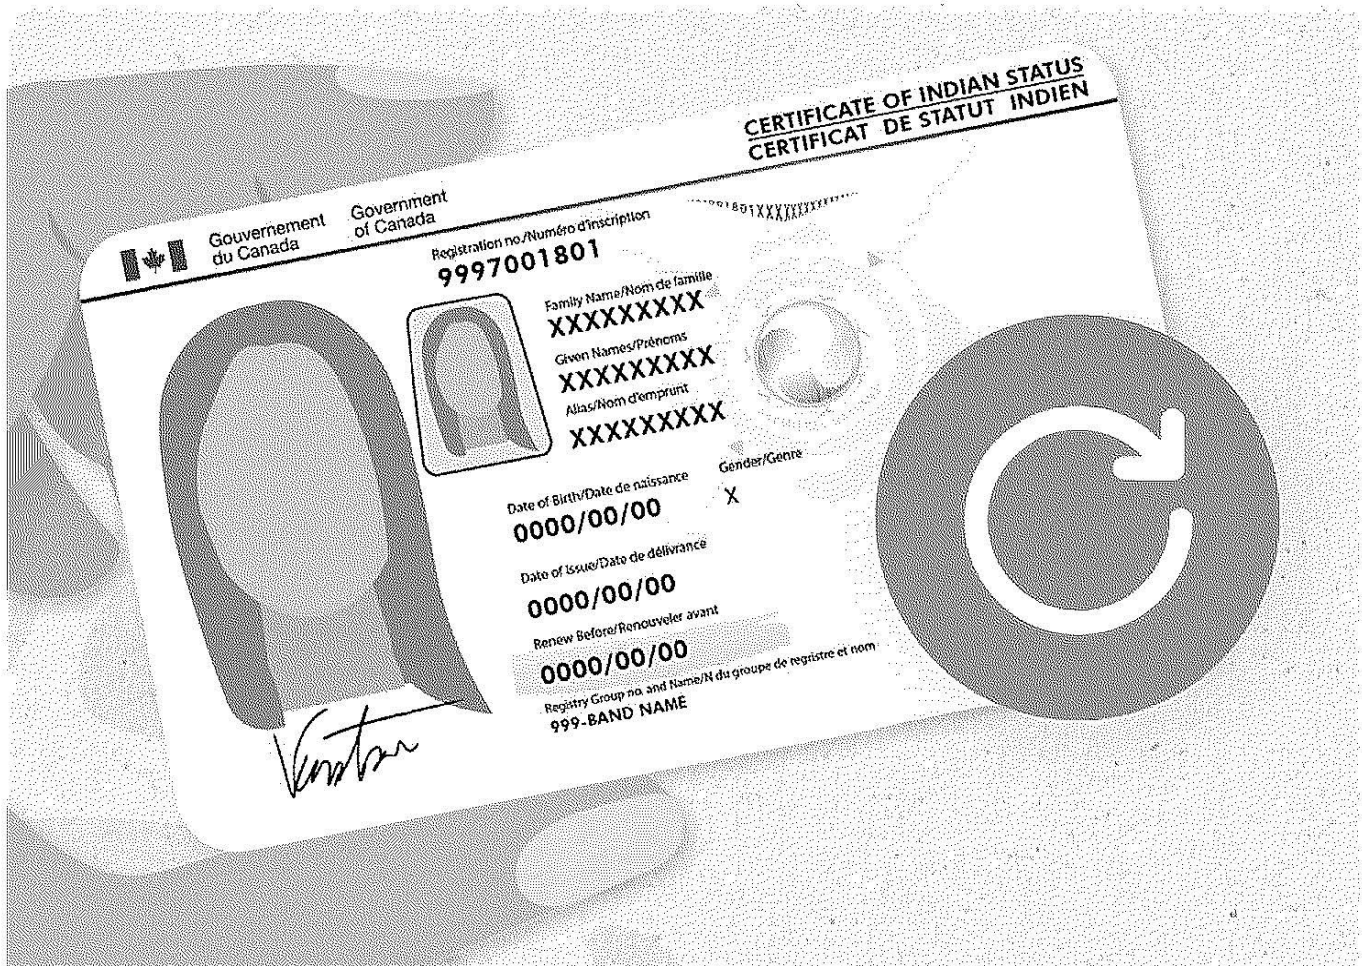 CERTIFICATE OF INDIAN STATUS
CERTIFICAT DE STATUT INDIEN
Gouvernement du Canada
Government of Canada
Registration no./Numéro d'inscription
9997001801
Family Name/Nom de famille
XXXXXXXXX
Given Names/Prénoms
XXXXXXXXX
Alias/Nom d'emprunt
XXXXXXXXX
Date of Birth/Date de naissance
0000/00/00
Gender/Genre
X
Date of Issue/Date de délivrance
0000/00/00
Renew Before/Renouveler avant
0000/00/00
Registry Group no. and Name/N du groupe de registre et nom
999-BAND NAME